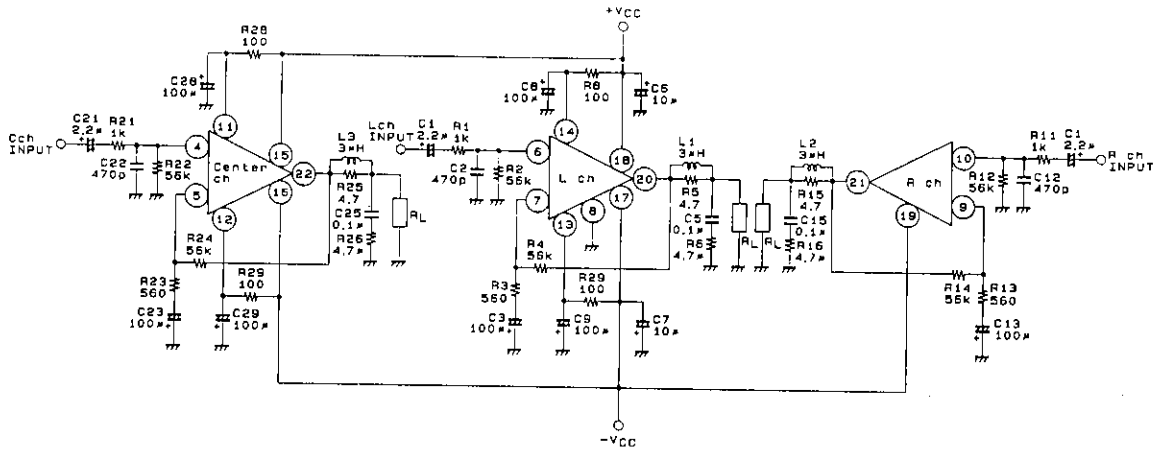 +VCC
R28
100
C28
100μ
C8
100μ
R8
100
C6
10μ
Cch
INPUT
C21
2.2μ
R21
1k
C22
470p
R22
56k
4
5
11
Center
ch
15
16
12
22
L3
3μH
R25
4.7
C25
0.1μ
R26
4.7
RL
R24
56k
R23
560
C23
100μ
C29
100μ
R29
100
Lch
INPUT
C1
2.2μ
R1
1k
C2
470p
R2
56k
6
7
14
L ch
18
17
13
8
20
L1
3μH
R5
4.7
C5
0.1μ
R6
4.7
RL
R4
56k
R3
560
C3
100μ
C9
100μ
R29
100
C7
10μ
RL
L2
3μH
R15
4.7
C15
0.1μ
R16
4.7
21
R ch
19
10
9
R12
56k
C12
470p
R11
1k
C1
2.2μ
R ch
INPUT
R14
56k
R13
560
C13
100μ
-VCC